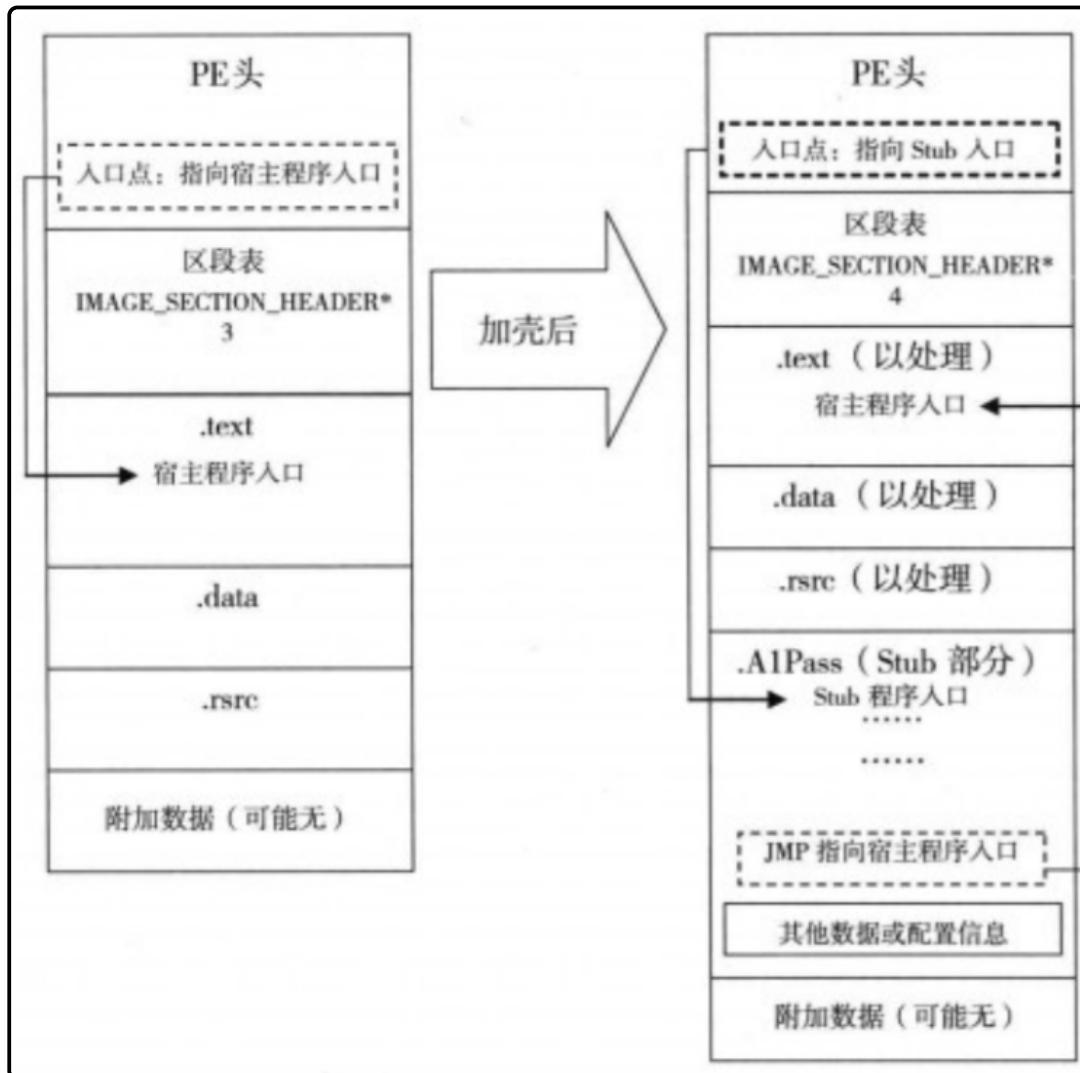 PE头
入口点：指向宿主程序入口
区段表
IMAGE_SECTION_HEADER*
3
.text
宿主程序入口
.data
.rsrc
附加数据（可能无）
加壳后
PE头
入口点：指向 Stub 入口
区段表
IMAGE_SECTION_HEADER*
4
.text（以处理）
宿主程序入口
.data（以处理）
.rsrc（以处理）
.A1Pass（Stub 部分）
Stub 程序入口
……
……
JMP 指向宿主程序入口
其他数据或配置信息
附加数据（可能无）